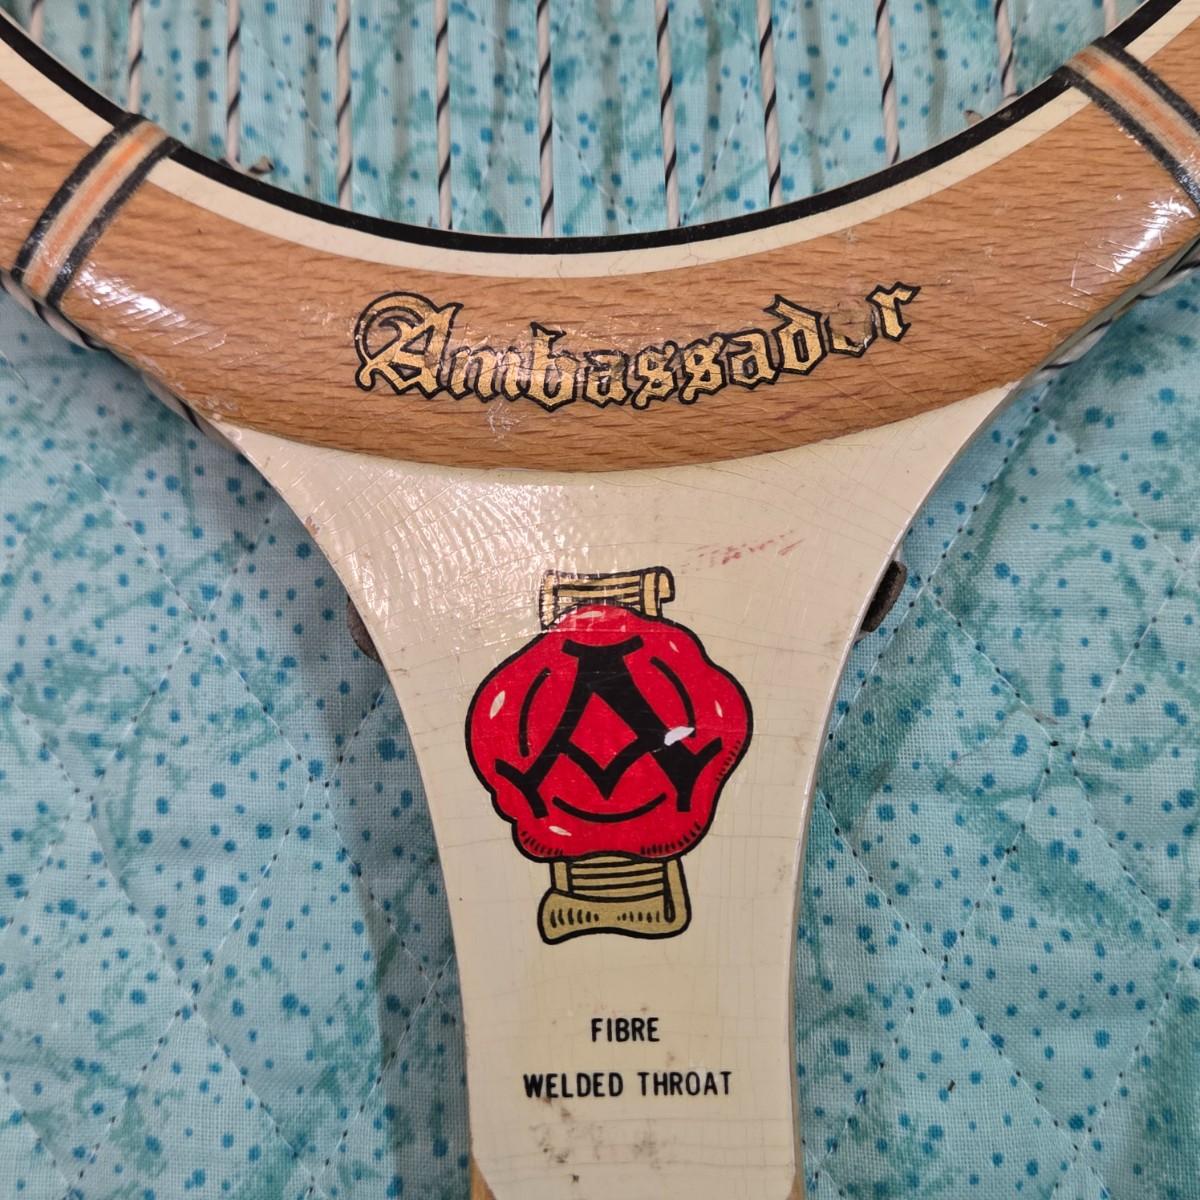 Ambassador
FIBRE
WELDED THROAT